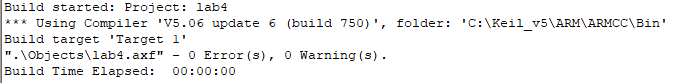 Build started: Project: lab4
*** Using Compiler 'V5.06 update 6 (build 750)', folder: 'C:\Keil_v5\ARM\ARMCC\Bin'
Build target 'Target 1'
".\Objects\lab4.axf" - 0 Error(s), 0 Warning(s).
Build Time Elapsed:  00:00:00